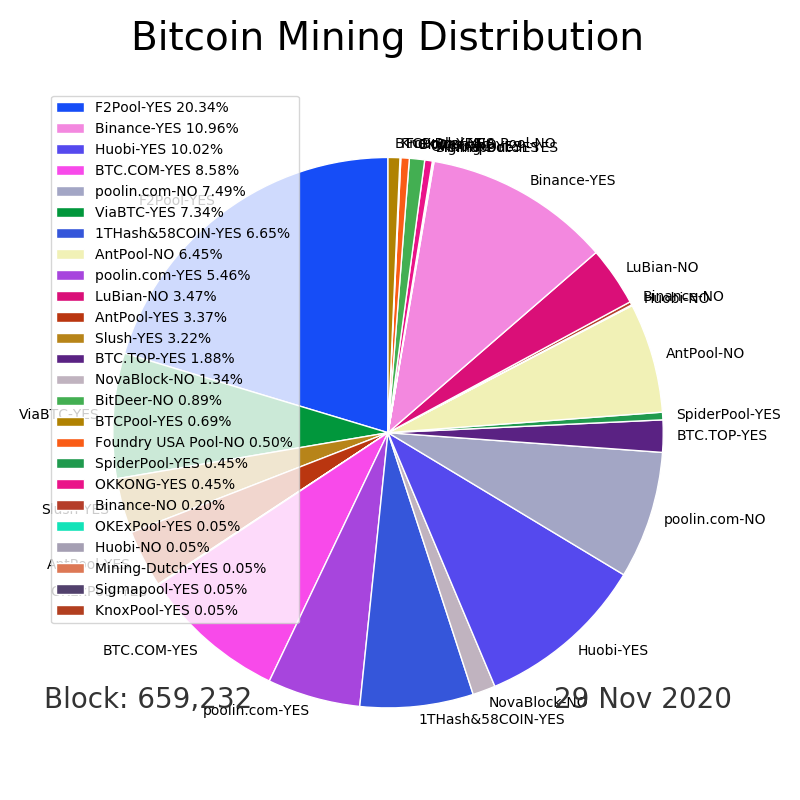 Bitcoin Mining Distribution
F2Pool-YES 20.34%
Binance-YES 10.96%
Huobi-YES 10.02%
BTC.COM-YES 8.58%
poolin.com-NO 7.49%
ViaBTC-YES 7.34%
1THash&58COIN-YES 6.65%
AntPool-NO 6.45%
poolin.com-YES 5.46%
LuBian-NO 3.47%
AntPool-YES 3.37%
Slush-YES 3.22%
BTC.TOP-YES 1.88%
NovaBlock-NO 1.34%
BitDeer-NO 0.89%
BTCPool-YES 0.69%
Foundry USA Pool-NO 0.50%
SpiderPool-YES 0.45%
OKKONG-YES 0.45%
Binance-NO 0.20%
OKExPool-YES 0.05%
Huobi-NO 0.05%
Mining-Dutch-YES 0.05%
Sigmapool-YES 0.05%
KnoxPool-YES 0.05%
Binance-YES
LuBian-NO
Binance-NO
Huobi-NO
AntPool-NO
SpiderPool-YES
BTC.TOP-YES
poolin.com-NO
Huobi-YES
NovaBlock-NO
1THash&58COIN-YES
poolin.com-YES
BTC.COM-YES
AntPool-YES
Slush-YES
ViaBTC-YES
F2Pool-YES
Block: 659,232
29 Nov 2020